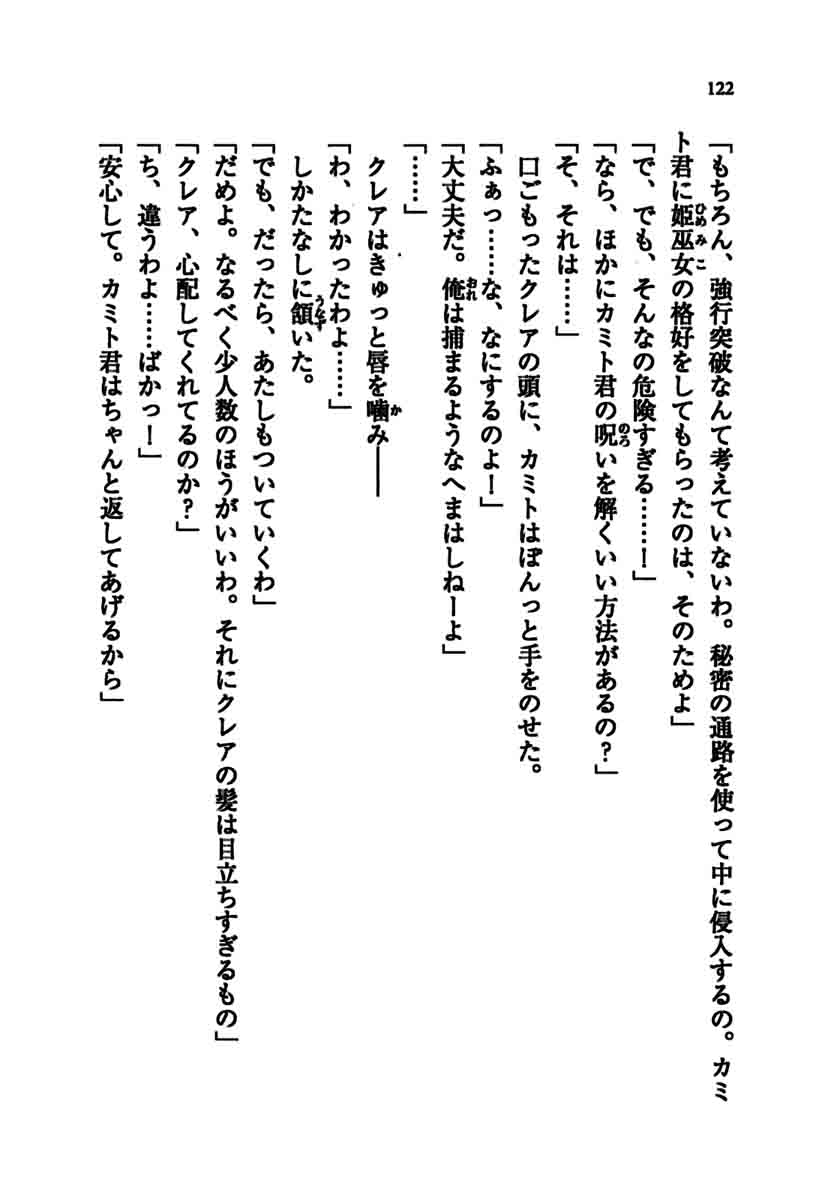 122
「もちろん、強行突破なんて考えていないわ。秘密の通路を使って中に侵入するの。カミ
ト君に姫巫女の格好をしてもらったのは、そのためよ」
「で、でも、そんなの危険すぎる……！」
「なら、ほかにカミト君の呪いを解くいい方法があるの？」
「そ、それは……」
口ごもったクレアの頭に、カミトはぽんっと手をのせた。
「ふぁっ……な、なにするのよ！」
「大丈夫だ。俺は捕まるようなへまはしねーよ」
「……」
クレアはきゅっと唇を噛み――
「わ、わかったわよ……」
しかたなしに頷いた。
「でも、だったら、あたしもついていくわ」
「だめよ。なるべく少人数のほうがいいわ。それにクレアの髪は目立ちすぎるもの」
「クレア、心配してくれてるのか？」
「ち、違うわよ……ばかっ！」
「安心して。カミト君はちゃんと返してあげるから」